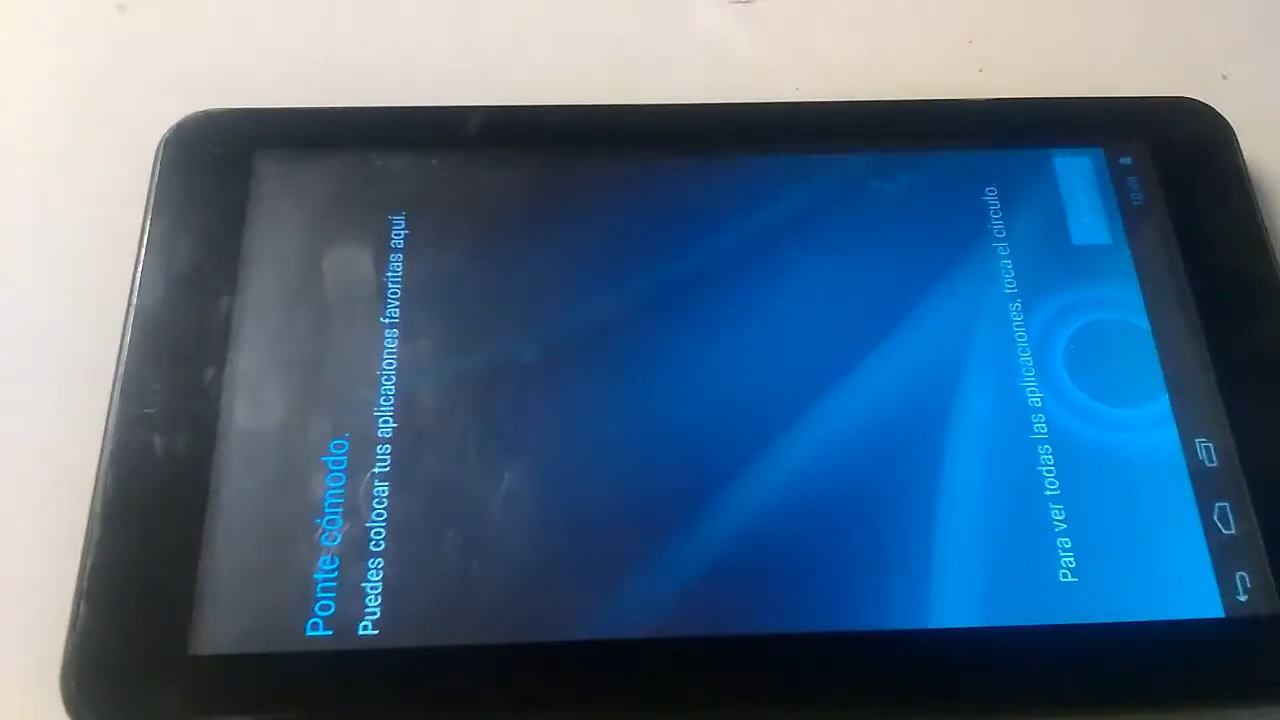 Ponte cómodo.
Puedes colocar tus aplicaciones favoritas aquí.
Para ver todas las aplicaciones, toca el círculo.